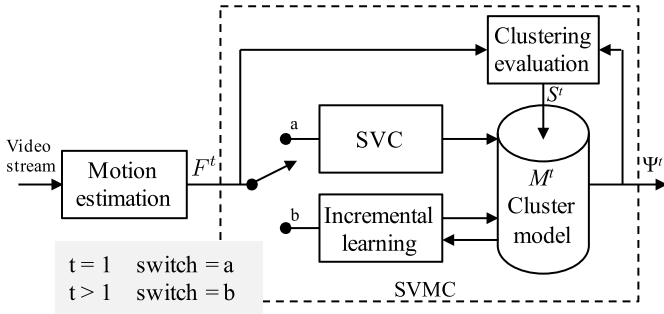 Clustering
evaluation
S^t
a
SVC
Video
stream
Motion
estimation
F^t
M^t
Cluster
model
Ψ^t
b
Incremental
learning
t = 1 switch = a
t > 1 switch = b
SVMC